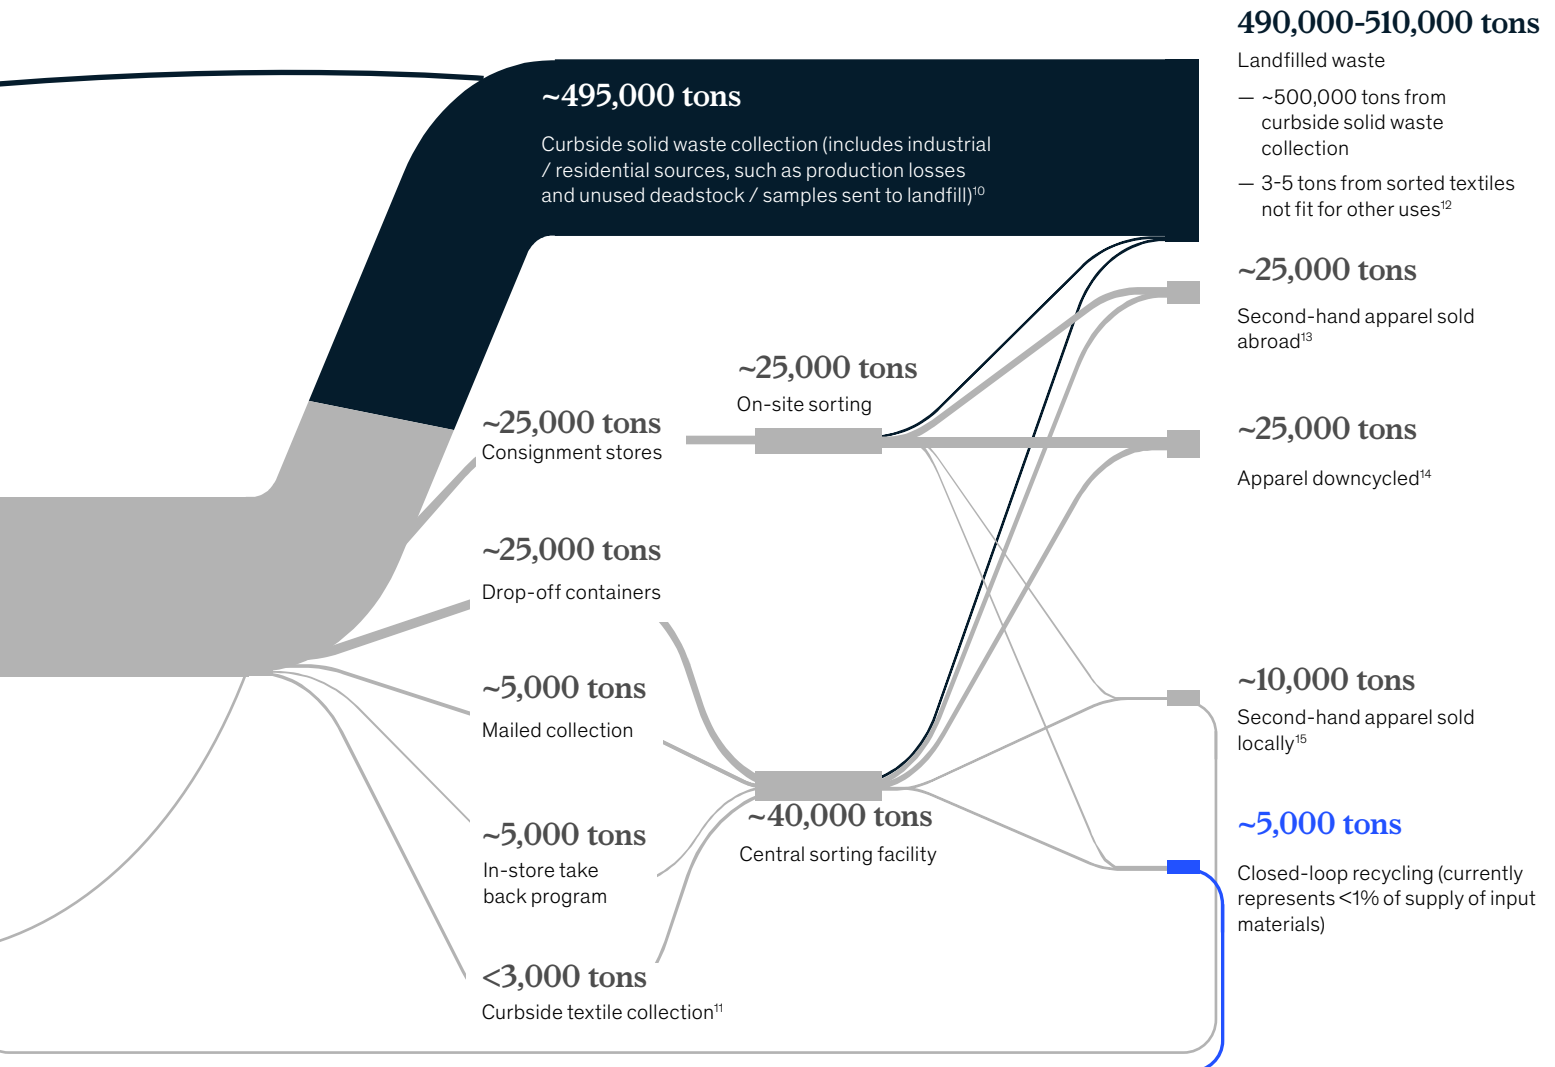 ~495,000 tons
Curbside solid waste collection (includes industrial
/ residential sources, such as production losses
and unused deadstock / samples sent to landfill)¹⁰
~25,000 tons
Consignment stores
~25,000 tons
Drop-off containers
~5,000 tons
Mailed collection
~5,000 tons
In-store take
back program
<3,000 tons
Curbside textile collection¹¹
~25,000 tons
On-site sorting
~40,000 tons
Central sorting facility
490,000-510,000 tons
Landfilled waste
— ~500,000 tons from
curbside solid waste
collection
— 3-5 tons from sorted textiles
not fit for other uses¹²
~25,000 tons
Second-hand apparel sold
abroad¹³
~25,000 tons
Apparel downcycled¹⁴
~10,000 tons
Second-hand apparel sold
locally¹⁵
~5,000 tons
Closed-loop recycling (currently
represents <1% of supply of input
materials)